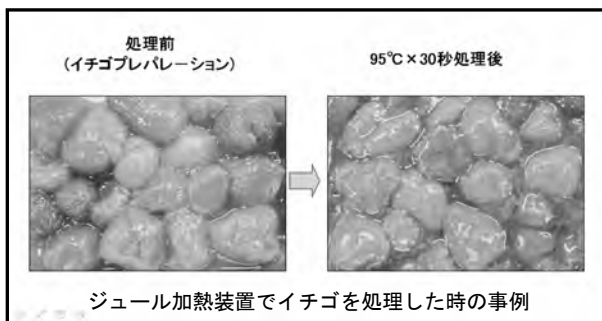 処理前
(イチゴプレパレーション)
95℃×30秒処理後
ジュール加熱装置でイチゴを処理した時の事例